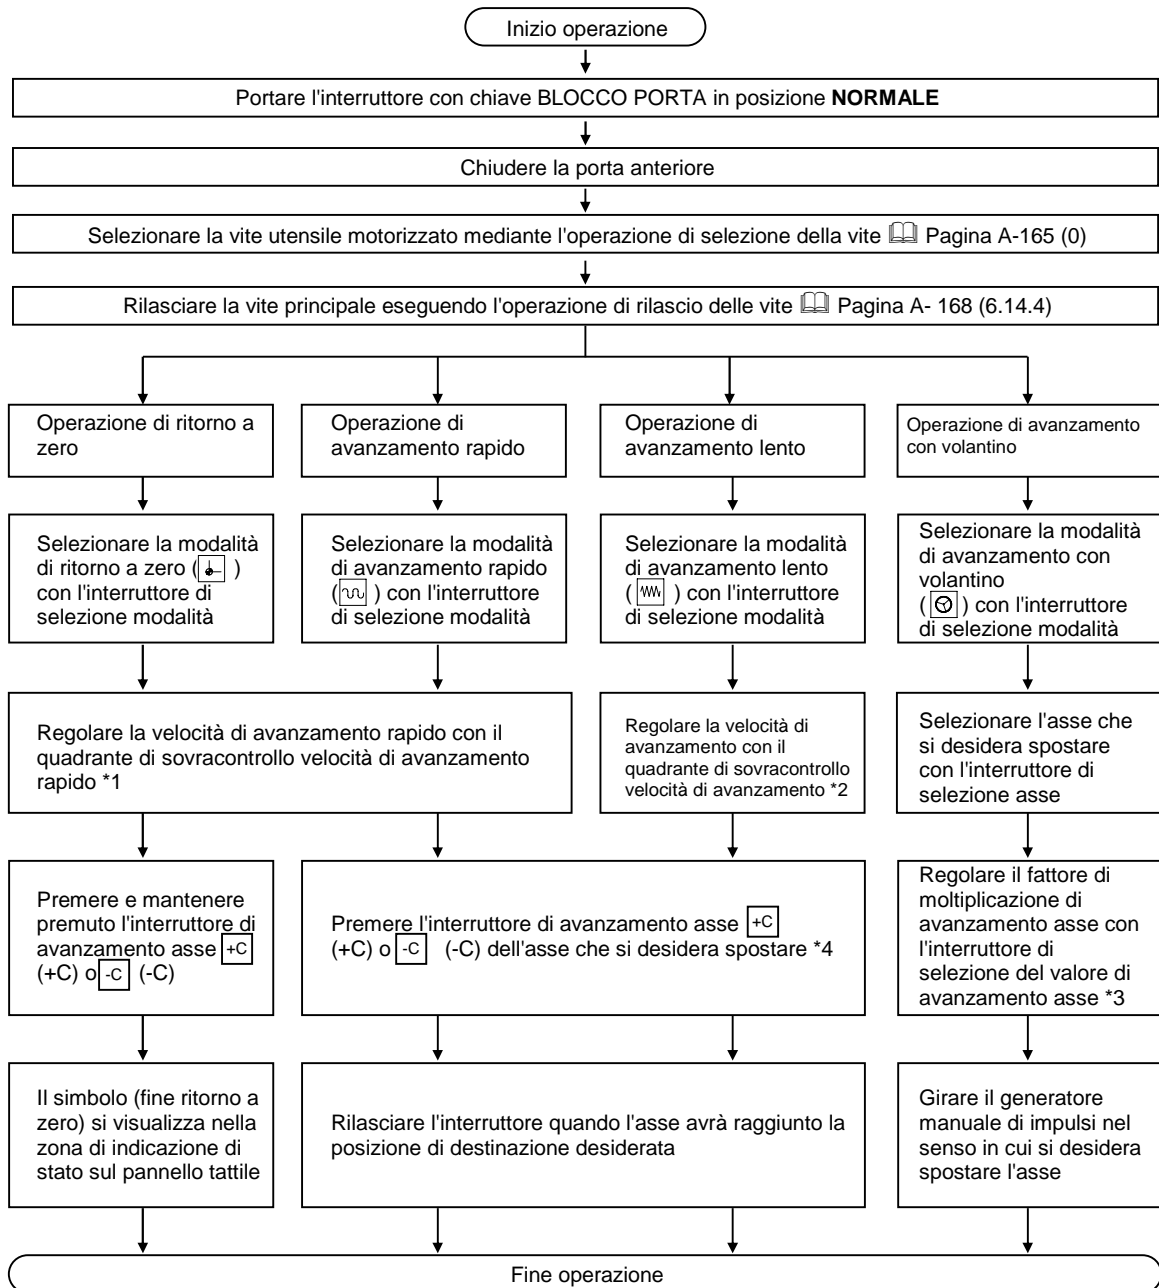 Inizio operazione
Portare l'interruttore con chiave BLOCCO PORTA in posizione NORMALE
Chiudere la porta anteriore
Selezionare la vite utensile motorizzato mediante l'operazione di selezione della vite Pagina A-165 (0)
Rilasciare la vite principale eseguendo l'operazione di rilascio delle vite Pagina A- 168 (6.14.4)
Operazione di ritorno a
zero
Operazione di
avanzamento rapido
Operazione di
avanzamento lento
Operazione di avanzamento
con volantino
Selezionare la modalità
di ritorno a zero ( )
con l'interruttore di
selezione modalità
Selezionare la modalità
di avanzamento rapido
( ) con l'interruttore
di selezione modalità
Selezionare la modalità
di avanzamento lento
( ) con l'interruttore
di selezione modalità
Selezionare la modalità
di avanzamento con
volantino
( ) con l'interruttore
di selezione modalità
Regolare la velocità di avanzamento rapido con il
quadrante di sovracontrollo velocità di avanzamento
rapido *1
Regolare la velocità di
avanzamento con il
quadrante di sovracontrollo
velocità di avanzamento *2
Selezionare l'asse che
si desidera spostare
con l'interruttore di
selezione asse
Premere e mantenere
premuto l'interruttore di
avanzamento asse +C
(+C) o -C (-C)
Premere l'interruttore di avanzamento asse +C
(+C) o -C (-C) dell'asse che si desidera spostare *4
Regolare il fattore di
moltiplicazione di
avanzamento asse con
l'interruttore di
selezione del valore di
avanzamento asse *3
Il simbolo (fine ritorno a
zero) si visualizza nella
zona di indicazione di
stato sul pannello tattile
Rilasciare l'interruttore quando l'asse avrà raggiunto la
posizione di destinazione desiderata
Girare il generatore
manuale di impulsi nel
senso in cui si desidera
spostare l'asse
Fine operazione